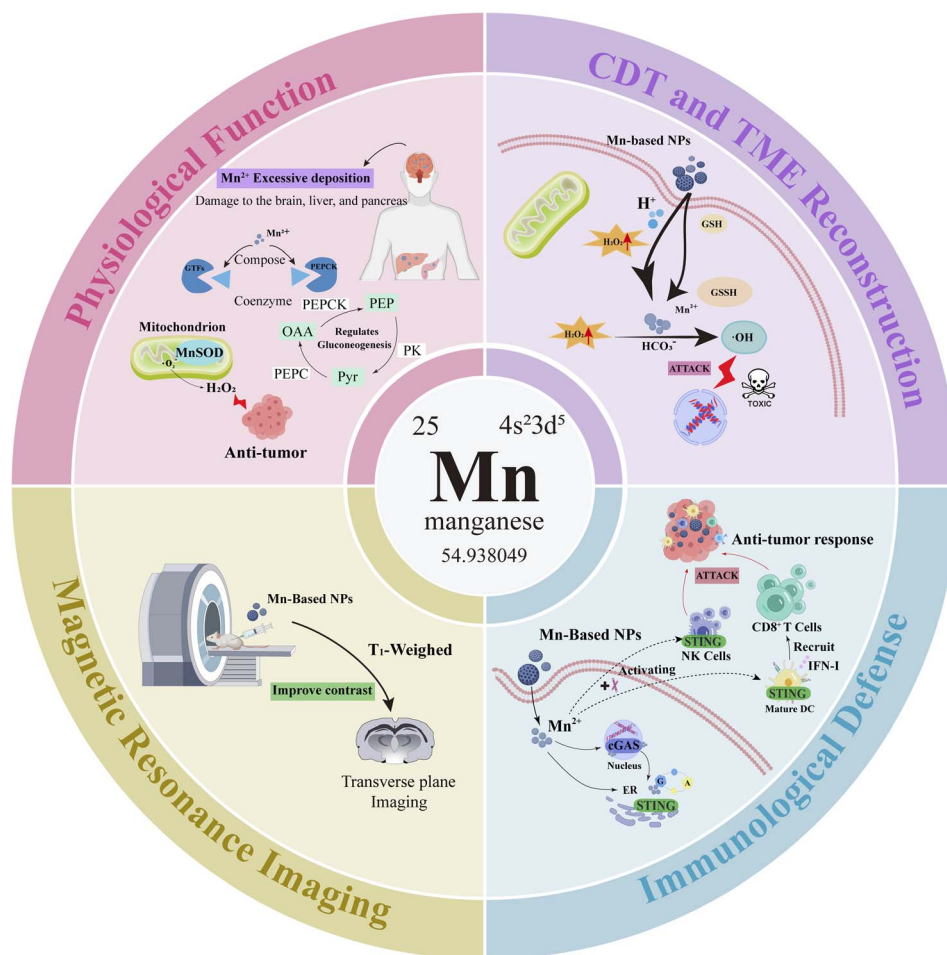 Physiological Function
Mn²⁺ Excessive deposition
Damage to the brain, liver, and pancreas
Mn²⁺
Compose
GTFs
PEPCK
Coenzyme
PEPCK
PEP
OAA
Regulates
Gluconeogenesis
PK
PEPC
Pyr
Mitochondrion
MnSOD
·O₂⁻
H₂O₂
Anti-tumor
CDT and TME Reconstruction
Mn-based NPs
H⁺
GSH
H₂O₂
GSSH
Mn²⁺
H₂O₂
HCO₃⁻
·OH
ATTACK
TOXIC
25
4s²3d⁵
Mn
manganese
54.938049
Magnetic Resonance Imaging
Mn-Based NPs
T₁-Weighed
Improve contrast
Transverse plane
Imaging
Immunological Defense
Anti-tumor response
ATTACK
CD8⁺ T Cells
STING
NK Cells
Recruit
IFN-I
STING
Mature DC
Mn-Based NPs
Activating
+
Mn²⁺
cGAS
Nucleus
G
A
ER
STING